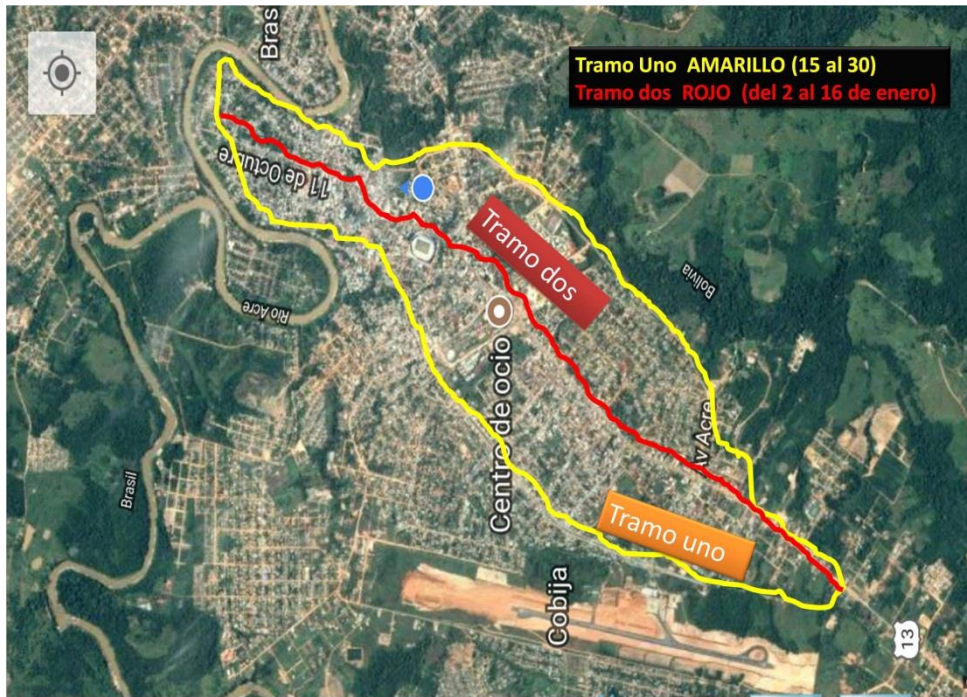 Tramo Uno AMARILLO (15 al 30)
Tramo dos ROJO (del 2 al 16 de enero)
Bras
11 de Octubre
Tramo dos
Bolivia
Rio Acre
Centro de ocio
Av Acre
Brasil
Tramo uno
Cobija
13